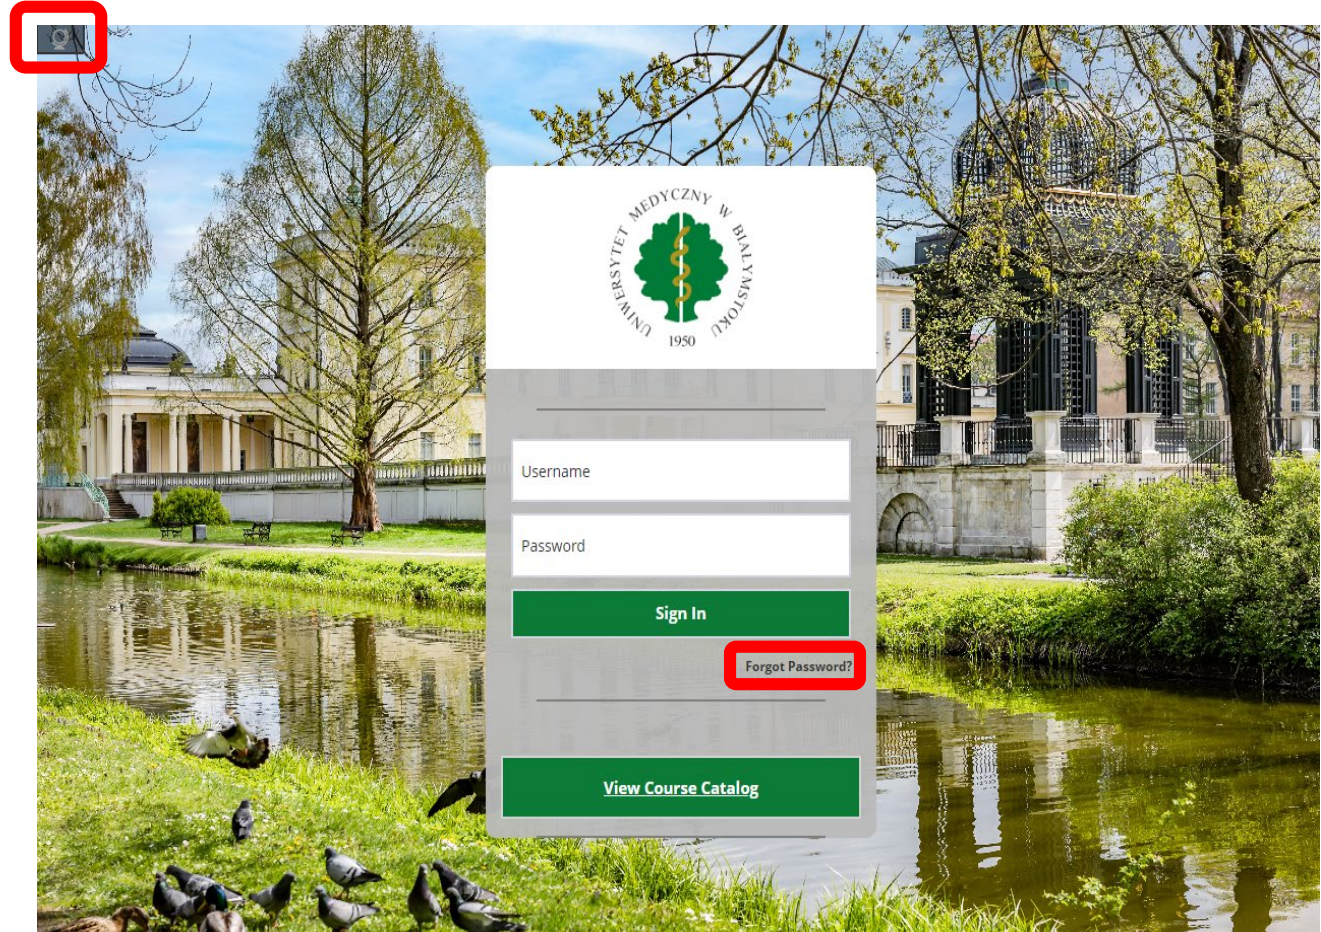 UNIWERSYTET MEDYCZNY W BIAŁYMSTOKU
1950
Username
Password
Sign In
Forgot Password?
View Course Catalog